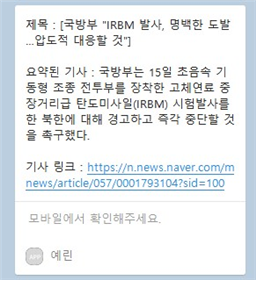 제목 : [국방부 "IRBM 발사, 명백한 도발
...압도적 대응할 것"]
요약된 기사 : 국방부는 15일 초음속 기
동형 조종 전투부를 장착한 고체연료 중
장거리급 탄도미사일(IRBM) 시험발사를
한 북한에 대해 경고하고 즉각 중단할 것
을 촉구했다.
기사 링크 : https://n.news.naver.com/m
news/article/057/0001793104?sid=100
모바일에서 확인해주세요.
APP 예린